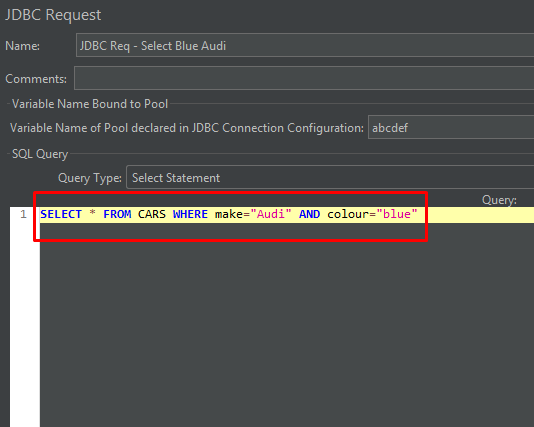 JDBC Request
Name: JDBC Req - Select Blue Audi
Comments:
Variable Name Bound to Pool
Variable Name of Pool declared in JDBC Connection Configuration: abcdef
SQL Query
Query Type: Select Statement
Query:
1 SELECT * FROM CARS WHERE make="Audi" AND colour="blue"